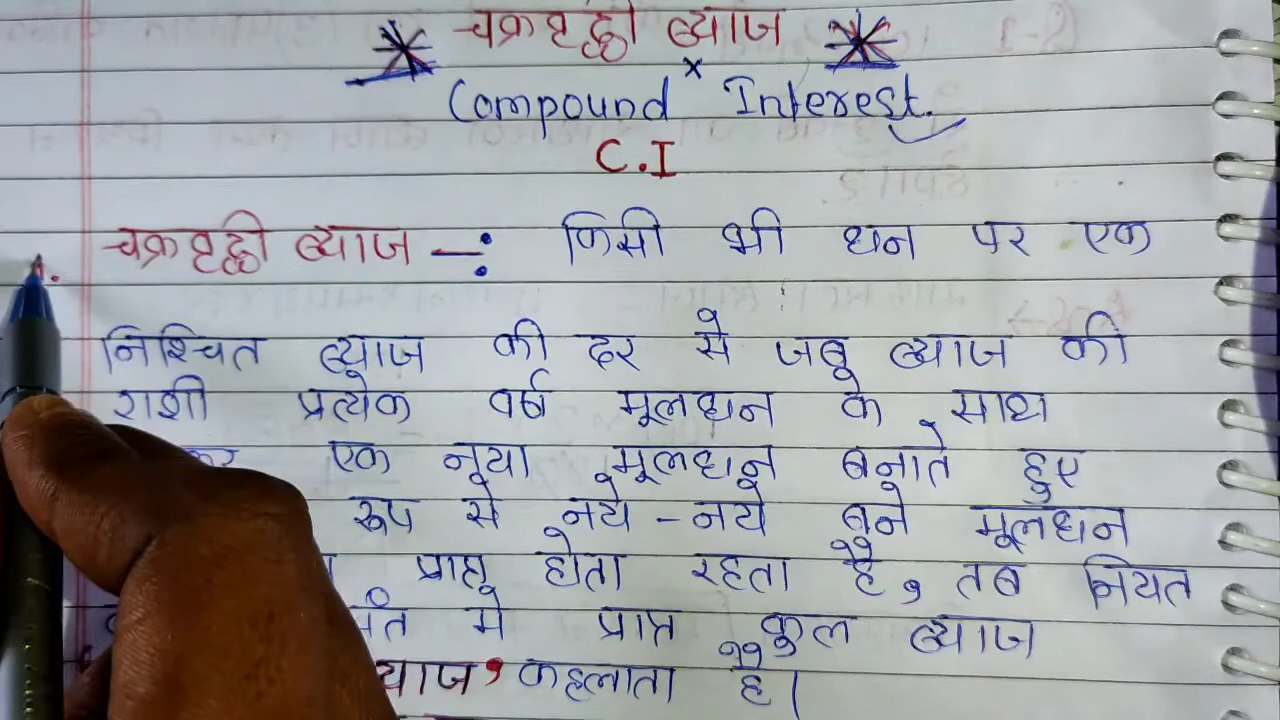 चक्रवृद्धी ब्याज
Compound Interest.
C.I
चक्रवृद्धी ब्याज —: किसी भी धन पर एक
निश्चित ब्याज की दर से जब ब्याज की
राशी प्रत्येक वर्ष मूलधन के साथ
एक नया मूलधन बनाते हुए
रूप से नये - नये बने मूलधन
प्राप्त होता रहता है, तब नियत
में प्राप्त कुल ब्याज
कहलाता है।